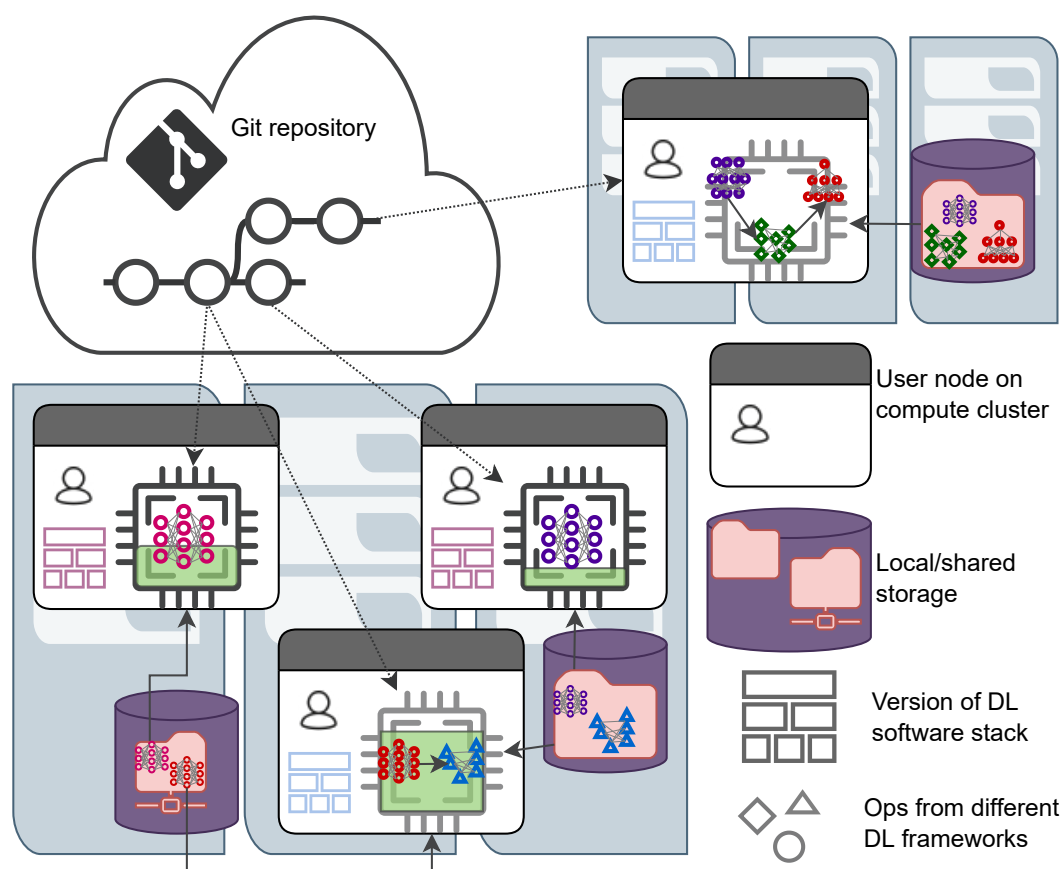 Git repository
User node on
compute cluster
Local/shared
storage
Version of DL
software stack
Ops from different
DL frameworks